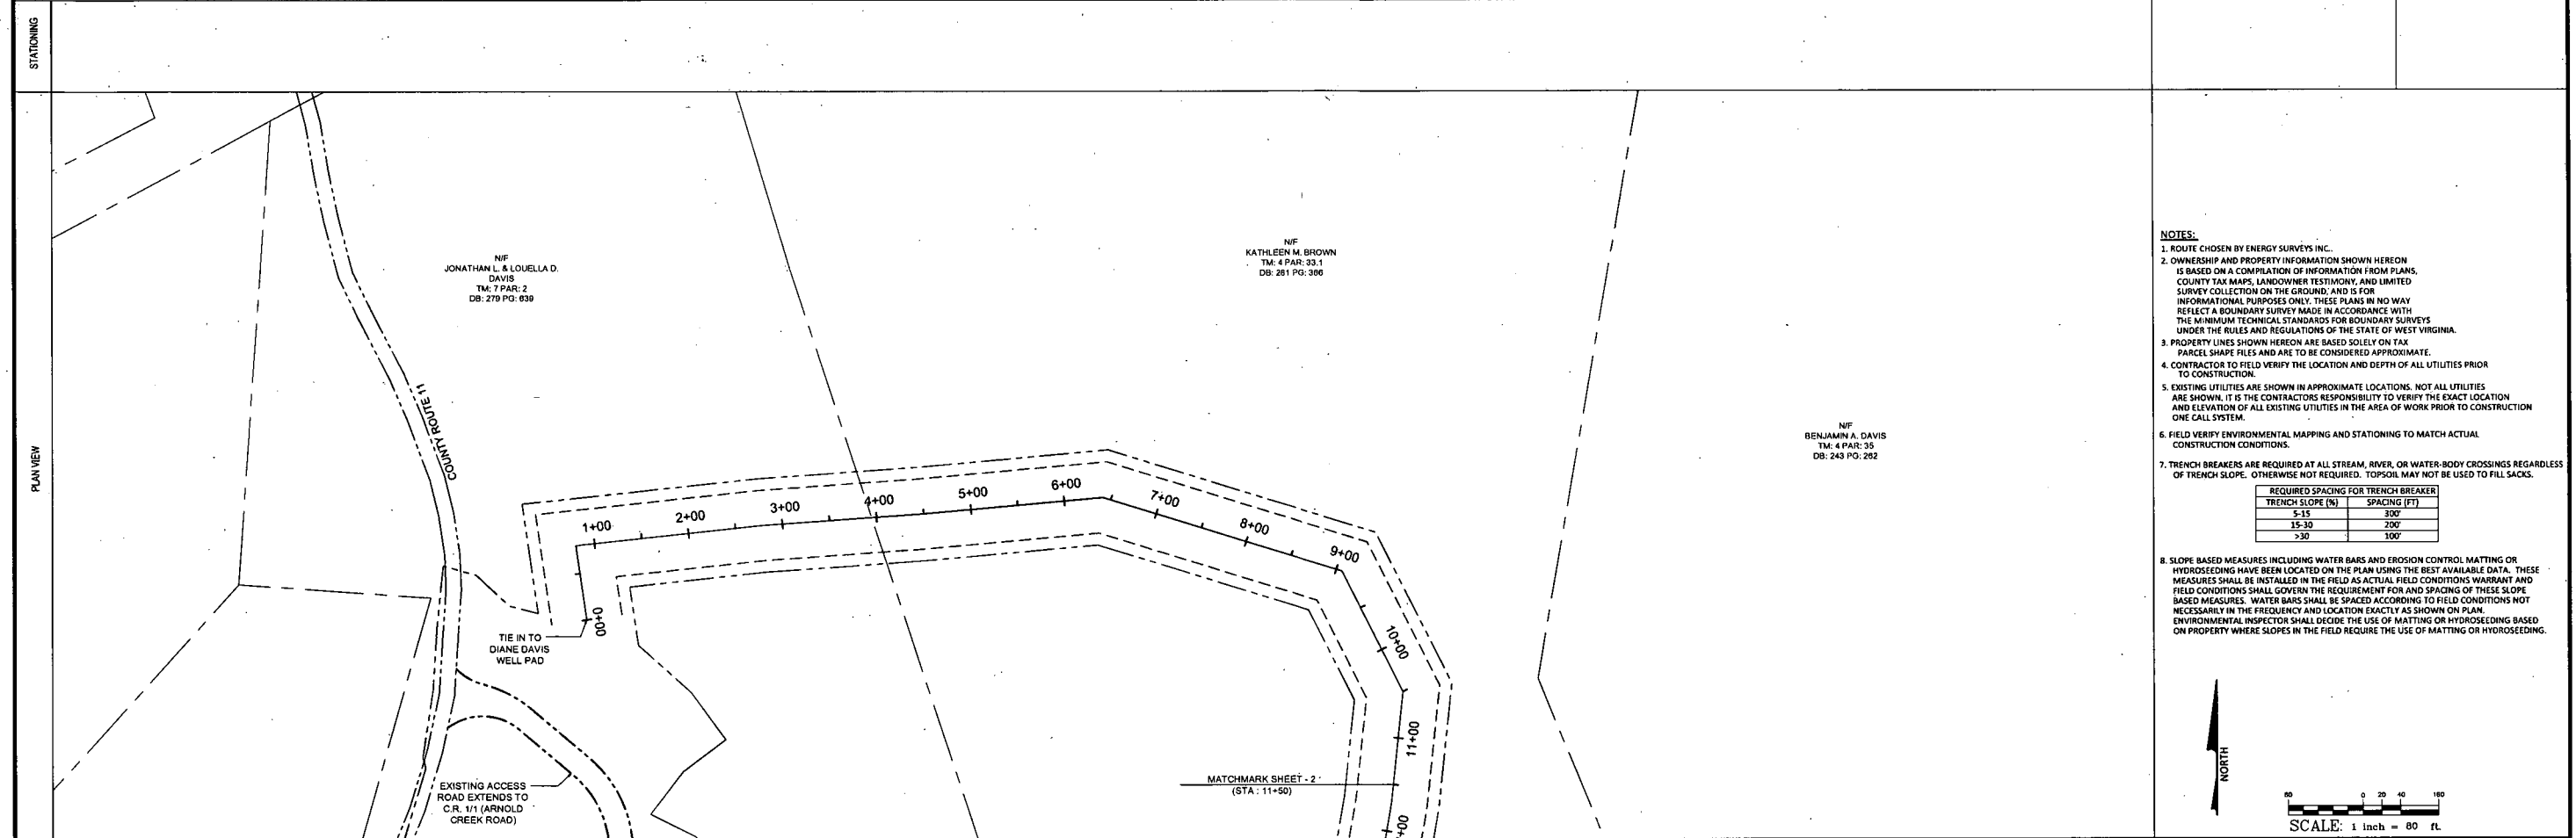 STATIONING
PLAN VIEW
N/F
JONATHAN L. & LOUELLA D.
DAVIS
TM: 7 PAR: 2
DB: 279 PG: 639
N/F
KATHLEEN M. BROWN
TM: 4 PAR: 33.1
DB: 261 PG: 366
N/F
BENJAMIN A. DAVIS
TM: 4 PAR: 35
DB: 243 PG: 262
COUNTY ROUTE 11
0+00
1+00
2+00
3+00
4+00
5+00
6+00
7+00
8+00
9+00
10+00
11+00
+00
TIE IN TO
DIANE DAVIS
WELL PAD
EXISTING ACCESS
ROAD EXTENDS TO
C.R. 1/1 (ARNOLD
CREEK ROAD)
MATCHMARK SHEET - 2
(STA : 11+50)
NOTES:
1. ROUTE CHOSEN BY ENERGY SURVEYS INC..
2. OWNERSHIP AND PROPERTY INFORMATION SHOWN HEREON
IS BASED ON A COMPILATION OF INFORMATION FROM PLANS,
COUNTY TAX MAPS, LANDOWNER TESTIMONY, AND LIMITED
SURVEY COLLECTION ON THE GROUND, AND IS FOR
INFORMATIONAL PURPOSES ONLY. THESE PLANS IN NO WAY
REFLECT A BOUNDARY SURVEY MADE IN ACCORDANCE WITH
THE MINIMUM TECHNICAL STANDARDS FOR BOUNDARY SURVEYS
UNDER THE RULES AND REGULATIONS OF THE STATE OF WEST VIRGINIA.
3. PROPERTY LINES SHOWN HEREON ARE BASED SOLELY ON TAX
PARCEL SHAPE FILES AND ARE TO BE CONSIDERED APPROXIMATE.
4. CONTRACTOR TO FIELD VERIFY THE LOCATION AND DEPTH OF ALL UTILITIES PRIOR
TO CONSTRUCTION.
5. EXISTING UTILITIES ARE SHOWN IN APPROXIMATE LOCATIONS. NOT ALL UTILITIES
ARE SHOWN. IT IS THE CONTRACTORS RESPONSIBILITY TO VERIFY THE EXACT LOCATION
AND ELEVATION OF ALL EXISTING UTILITIES IN THE AREA OF WORK PRIOR TO CONSTRUCTION
ONE CALL SYSTEM.
6. FIELD VERIFY ENVIRONMENTAL MAPPING AND STATIONING TO MATCH ACTUAL
CONSTRUCTION CONDITIONS.
7. TRENCH BREAKERS ARE REQUIRED AT ALL STREAM, RIVER, OR WATER-BODY CROSSINGS REGARDLESS
OF TRENCH SLOPE. OTHERWISE NOT REQUIRED. TOPSOIL MAY NOT BE USED TO FILL SACKS.
REQUIRED SPACING FOR TRENCH BREAKER
TRENCH SLOPE (%) SPACING (FT)
5-15 300'
15-30 200'
>30 100'
8. SLOPE BASED MEASURES INCLUDING WATER BARS AND EROSION CONTROL MATTING OR
HYDROSEEDING HAVE BEEN LOCATED ON THE PLAN USING THE BEST AVAILABLE DATA. THESE
MEASURES SHALL BE INSTALLED IN THE FIELD AS ACTUAL FIELD CONDITIONS WARRANT AND
FIELD CONDITIONS SHALL GOVERN THE REQUIREMENT FOR AND SPACING OF THESE SLOPE
BASED MEASURES. WATER BARS SHALL BE SPACED ACCORDING TO FIELD CONDITIONS NOT
NECESSARILY IN THE FREQUENCY AND LOCATION EXACTLY AS SHOWN ON PLAN.
ENVIRONMENTAL INSPECTOR SHALL DECIDE THE USE OF MATTING OR HYDROSEEDING BASED
ON PROPERTY WHERE SLOPES IN THE FIELD REQUIRE THE USE OF MATTING OR HYDROSEEDING.
NORTH
80 0 20 40 160
SCALE: 1 inch = 80 ft.